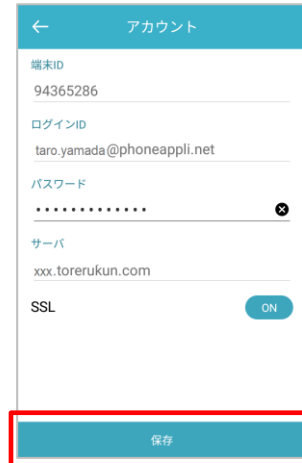 アカウント
端末ID
94365286
ログインID
taro.yamada@phoneappli.net
パスワード
•••••••••••••
サーバ
xxx.torerukun.com
SSL
ON
保存